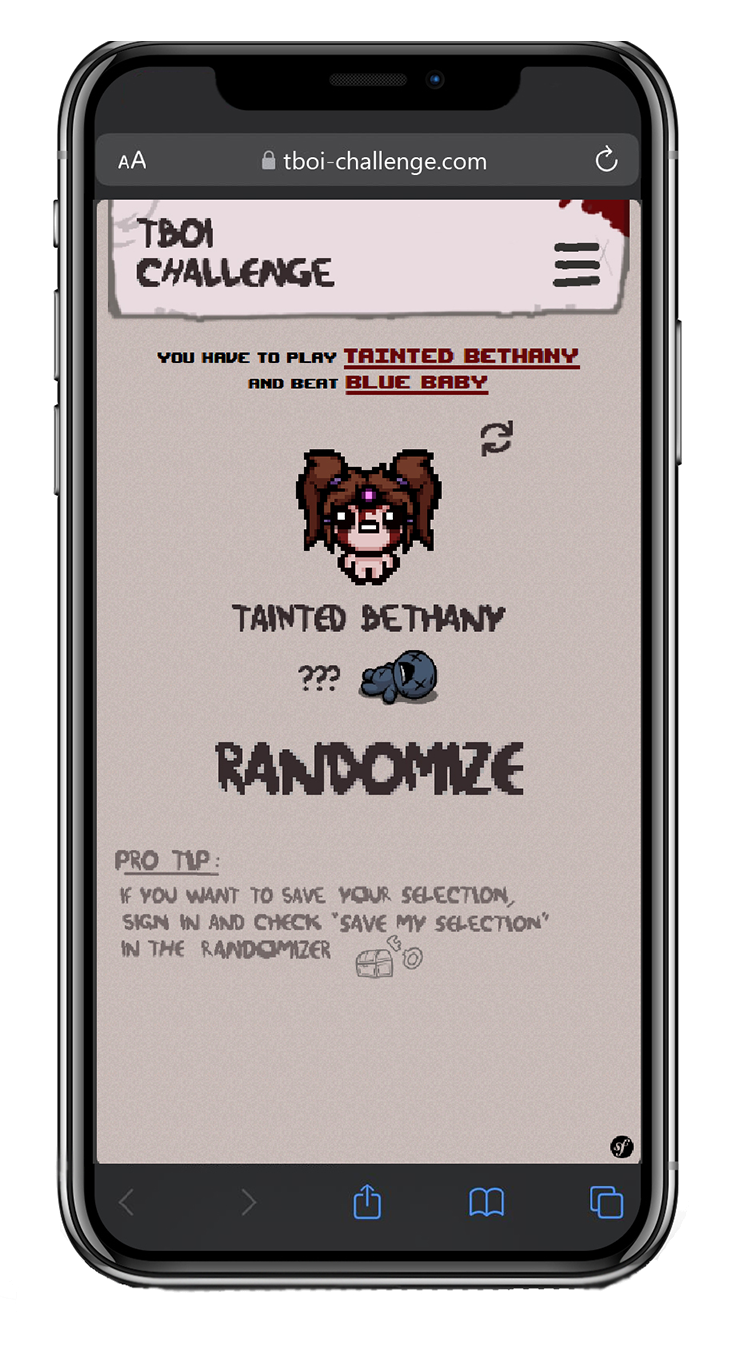 AA tboi-challenge.com
TBOI
CHALLENGE
YOU HAVE TO PLAY TAINTED BETHANY
AND BEAT BLUE BABY
TAINTED BETHANY
???
RANDOMIZE
PRO TIP:
IF YOU WANT TO SAVE YOUR SELECTION,
SIGN IN AND CHECK "SAVE MY SELECTION"
IN THE RANDOMIZER
sf